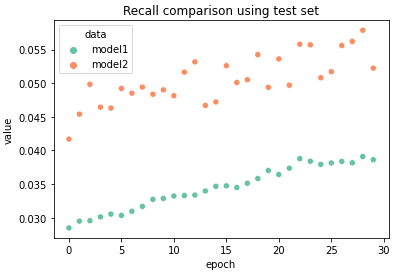 Recall comparison using test set
data
model1
model2
value
0.055
0.050
0.045
0.040
0.035
0.030
0 5 10 15 20 25 30
epoch